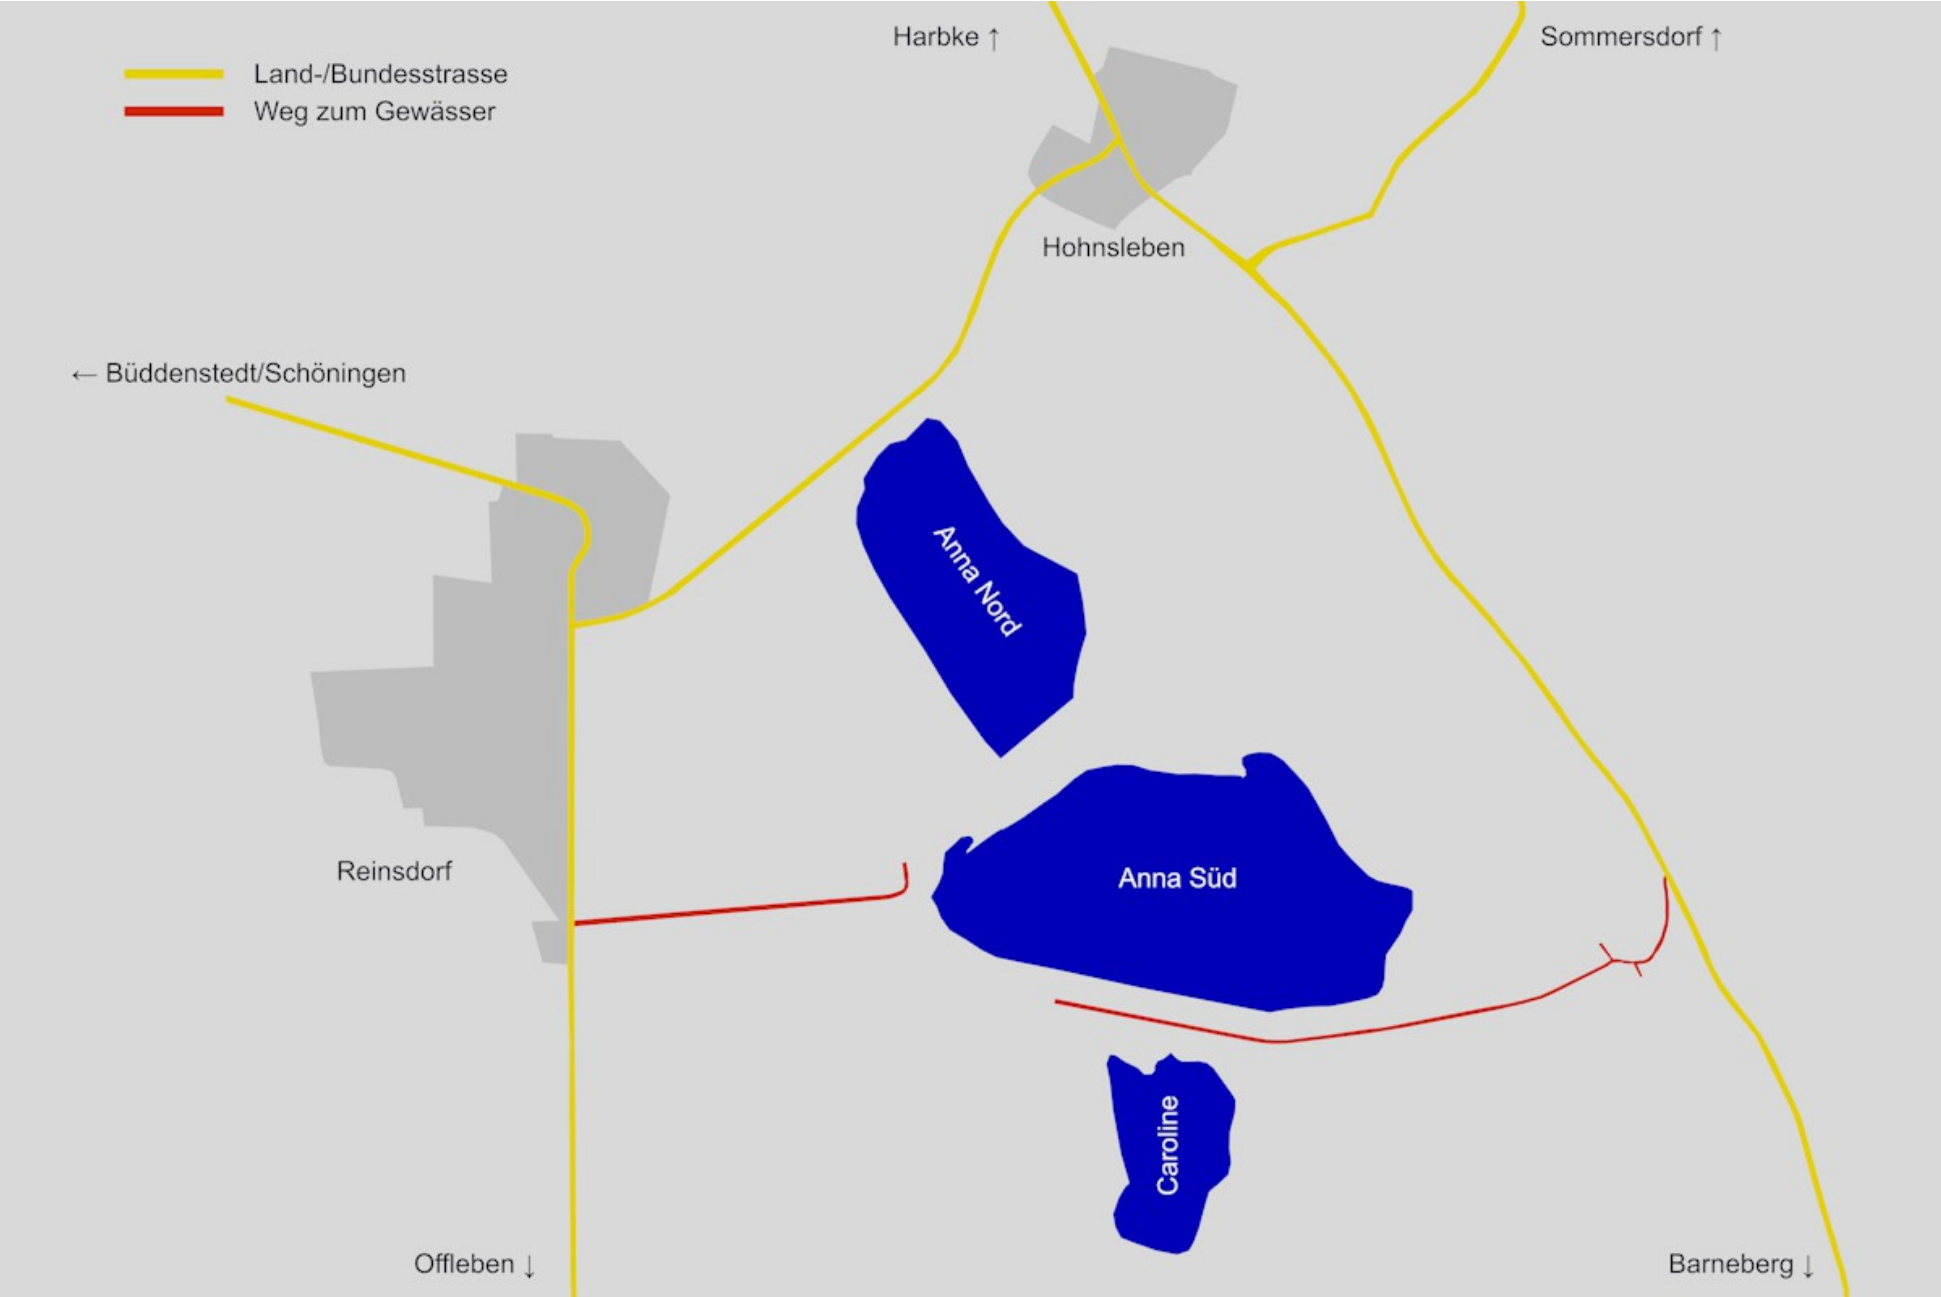 Harbke ↑
Sommersdorf ↑
Land-/Bundesstrasse
Weg zum Gewässer
Hohnsleben
← Büddenstedt/Schöningen
Anna Nord
Reinsdorf
Anna Süd
Caroline
Offleben ↓
Barneberg ↓